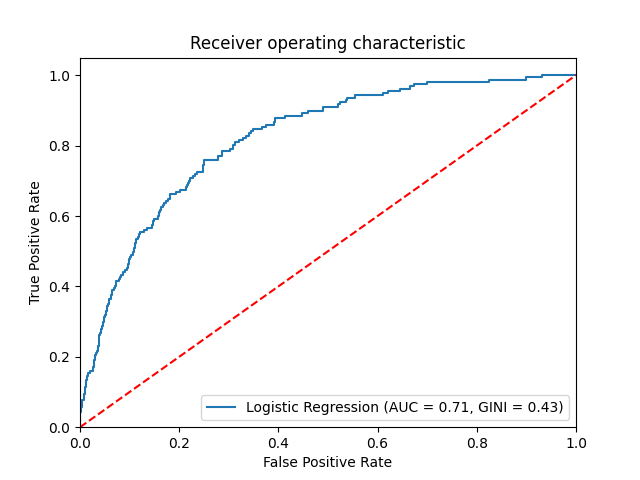 Receiver operating characteristic
1.0
0.8
0.6
0.4
0.2
0.0
True Positive Rate
Logistic Regression (AUC = 0.71, GINI = 0.43)
0.0 0.2 0.4 0.6 0.8 1.0
False Positive Rate